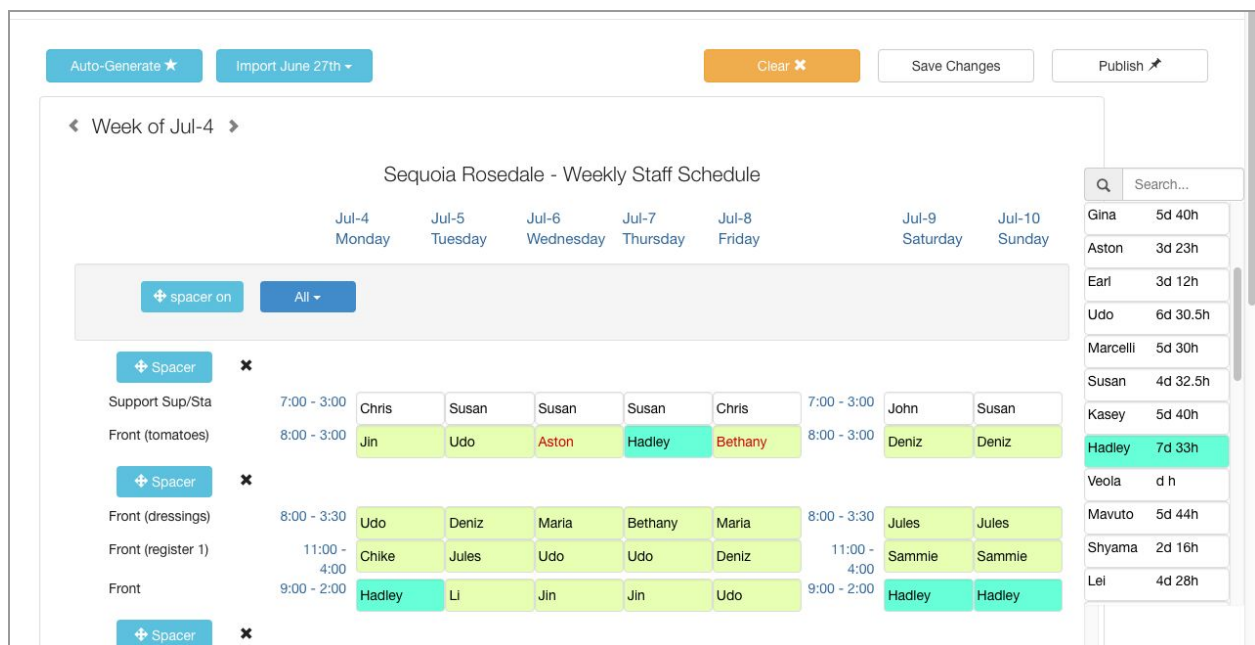 Auto-Generate ★ Import June 27th Clear ✖ Save Changes Publish
Week of Jul-4
Sequoia Rosedale - Weekly Staff Schedule
Jul-4 Jul-5 Jul-6 Jul-7 Jul-8 Jul-9 Jul-10
Monday Tuesday Wednesday Thursday Friday Saturday Sunday
spacer on All
Spacer ✖
Support Sup/Sta 7:00 - 3:00 Chris Susan Susan Susan Chris 7:00 - 3:00 John Susan
Front (tomatoes) 8:00 - 3:00 Jin Udo Aston Hadley Bethany 8:00 - 3:00 Deniz Deniz
Spacer ✖
Front (dressings) 8:00 - 3:30 Udo Deniz Maria Bethany Maria 8:00 - 3:30 Jules Jules
Front (register 1) 11:00 - 4:00 Chike Jules Udo Udo Deniz 11:00 - 4:00 Sammie Sammie
Front 9:00 - 2:00 Hadley Li Jin Jin Udo 9:00 - 2:00 Hadley Hadley
Spacer ✖
Search...
Gina 5d 40h
Aston 3d 23h
Earl 3d 12h
Udo 6d 30.5h
Marcelli 5d 30h
Susan 4d 32.5h
Kasey 5d 40h
Hadley 7d 33h
Veola d h
Mavuto 5d 44h
Shyama 2d 16h
Lei 4d 28h